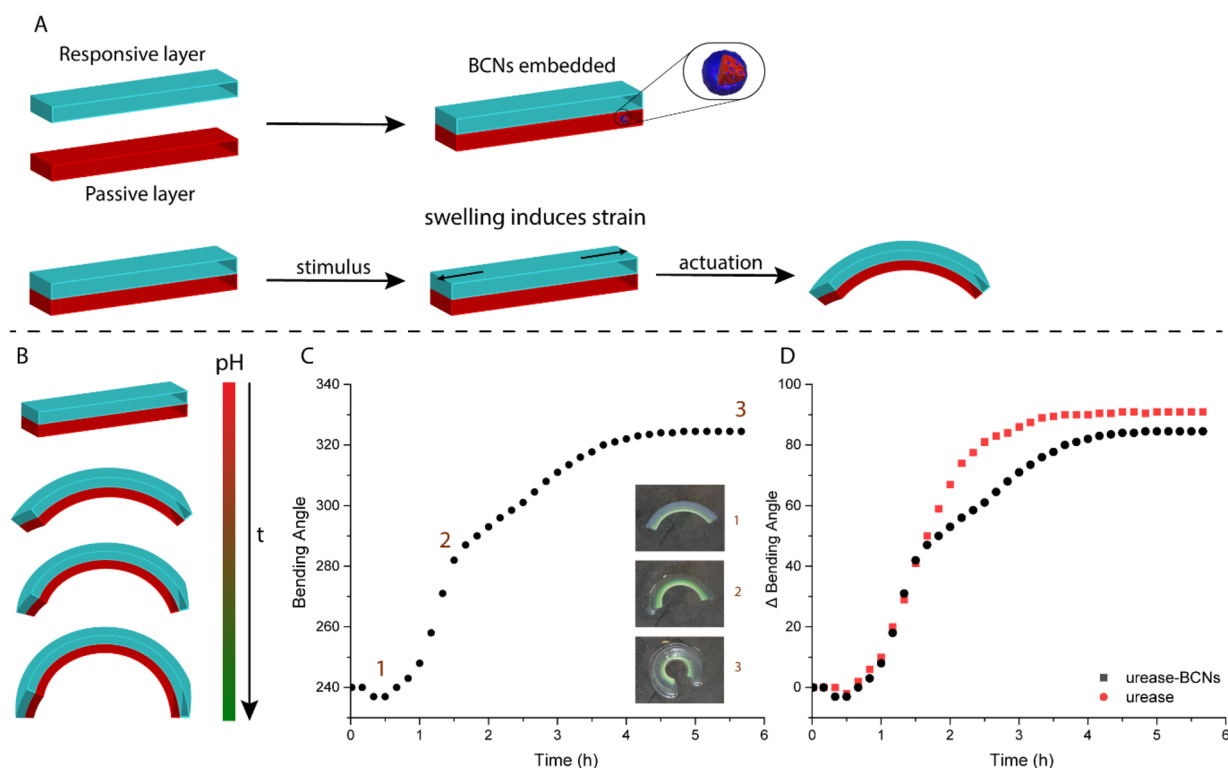 A
Responsive layer
BCNs embedded
Passive layer
swelling induces strain
stimulus
actuation
B
pH
t
C
340
320
300
280
260
240
Bending Angle
1
2
3
1
2
3
0
1
2
3
4
5
6
Time (h)
D
100
80
60
40
20
0
Δ Bending Angle
urease-BCNs
urease
0
1
2
3
4
5
6
Time (h)